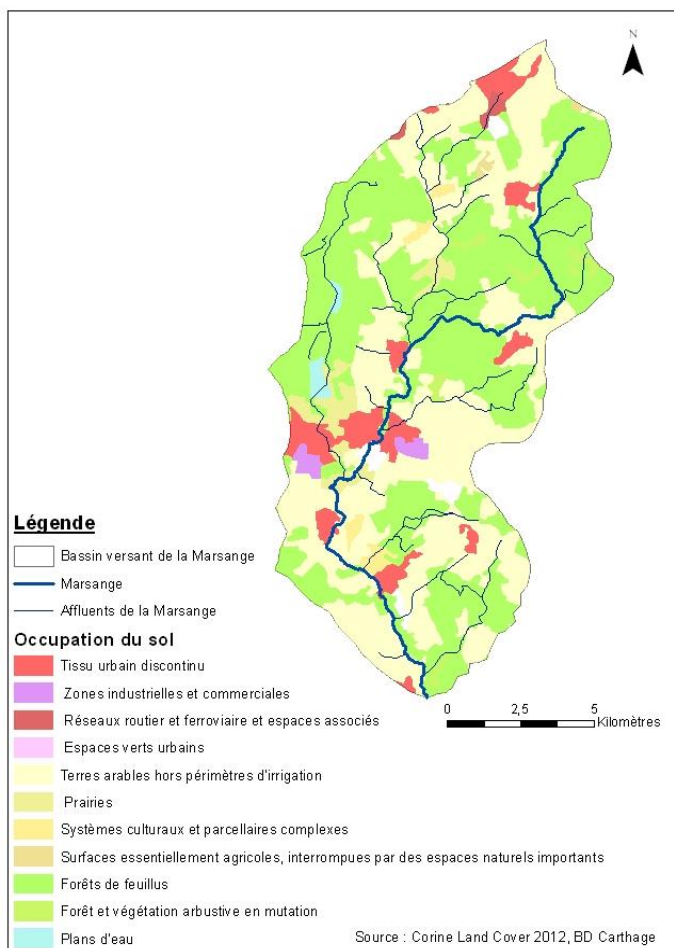 N
Légende
Bassin versant de la Marsange
Marsange
Affluents de la Marsange
Occupation du sol
Tissu urbain discontinu
Zones industrielles et commerciales
Réseaux routier et ferroviaire et espaces associés
Espaces verts urbains
Terres arables hors périmètres d'irrigation
Prairies
Systèmes culturaux et parcellaires complexes
Surfaces essentiellement agricoles, interrompues par des espaces naturels importants
Forêts de feuillus
Forêt et végétation arbustive en mutation
Plans d'eau
0 2,5 5
Kilomètres
Source : Corine Land Cover 2012, BD Carthage